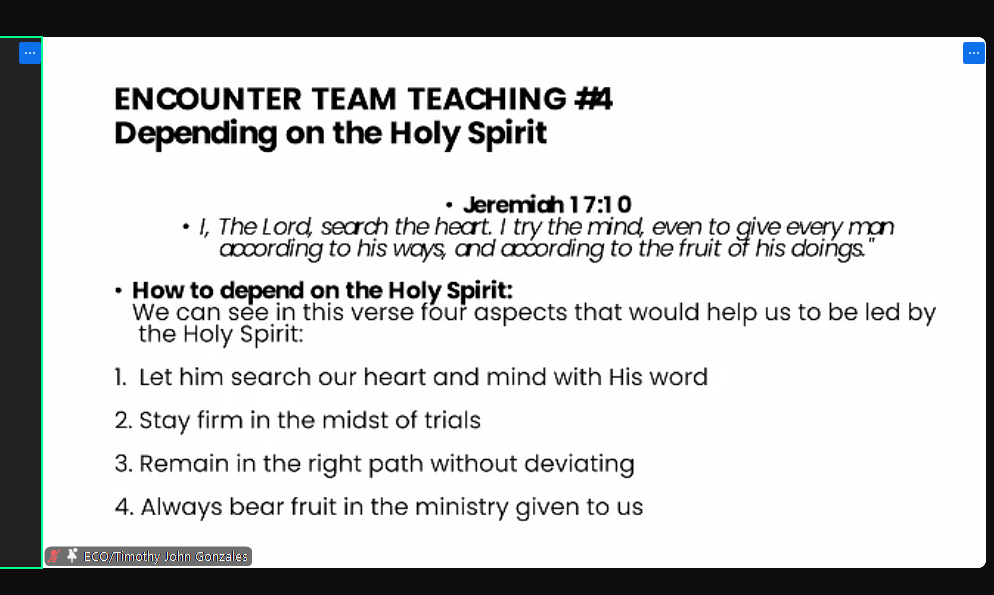 ENCOUNTER TEAM TEACHING #4
Depending on the Holy Spirit
• Jeremiah 17:10
• I, The Lord, search the heart. I try the mind, even to give every man
according to his ways, and according to the fruit of his doings."
• How to depend on the Holy Spirit:
We can see in this verse four aspects that would help us to be led by
the Holy Spirit:
1. Let him search our heart and mind with His word
2. Stay firm in the midst of trials
3. Remain in the right path without deviating
4. Always bear fruit in the ministry given to us
ECO/Timothy John Gonzales